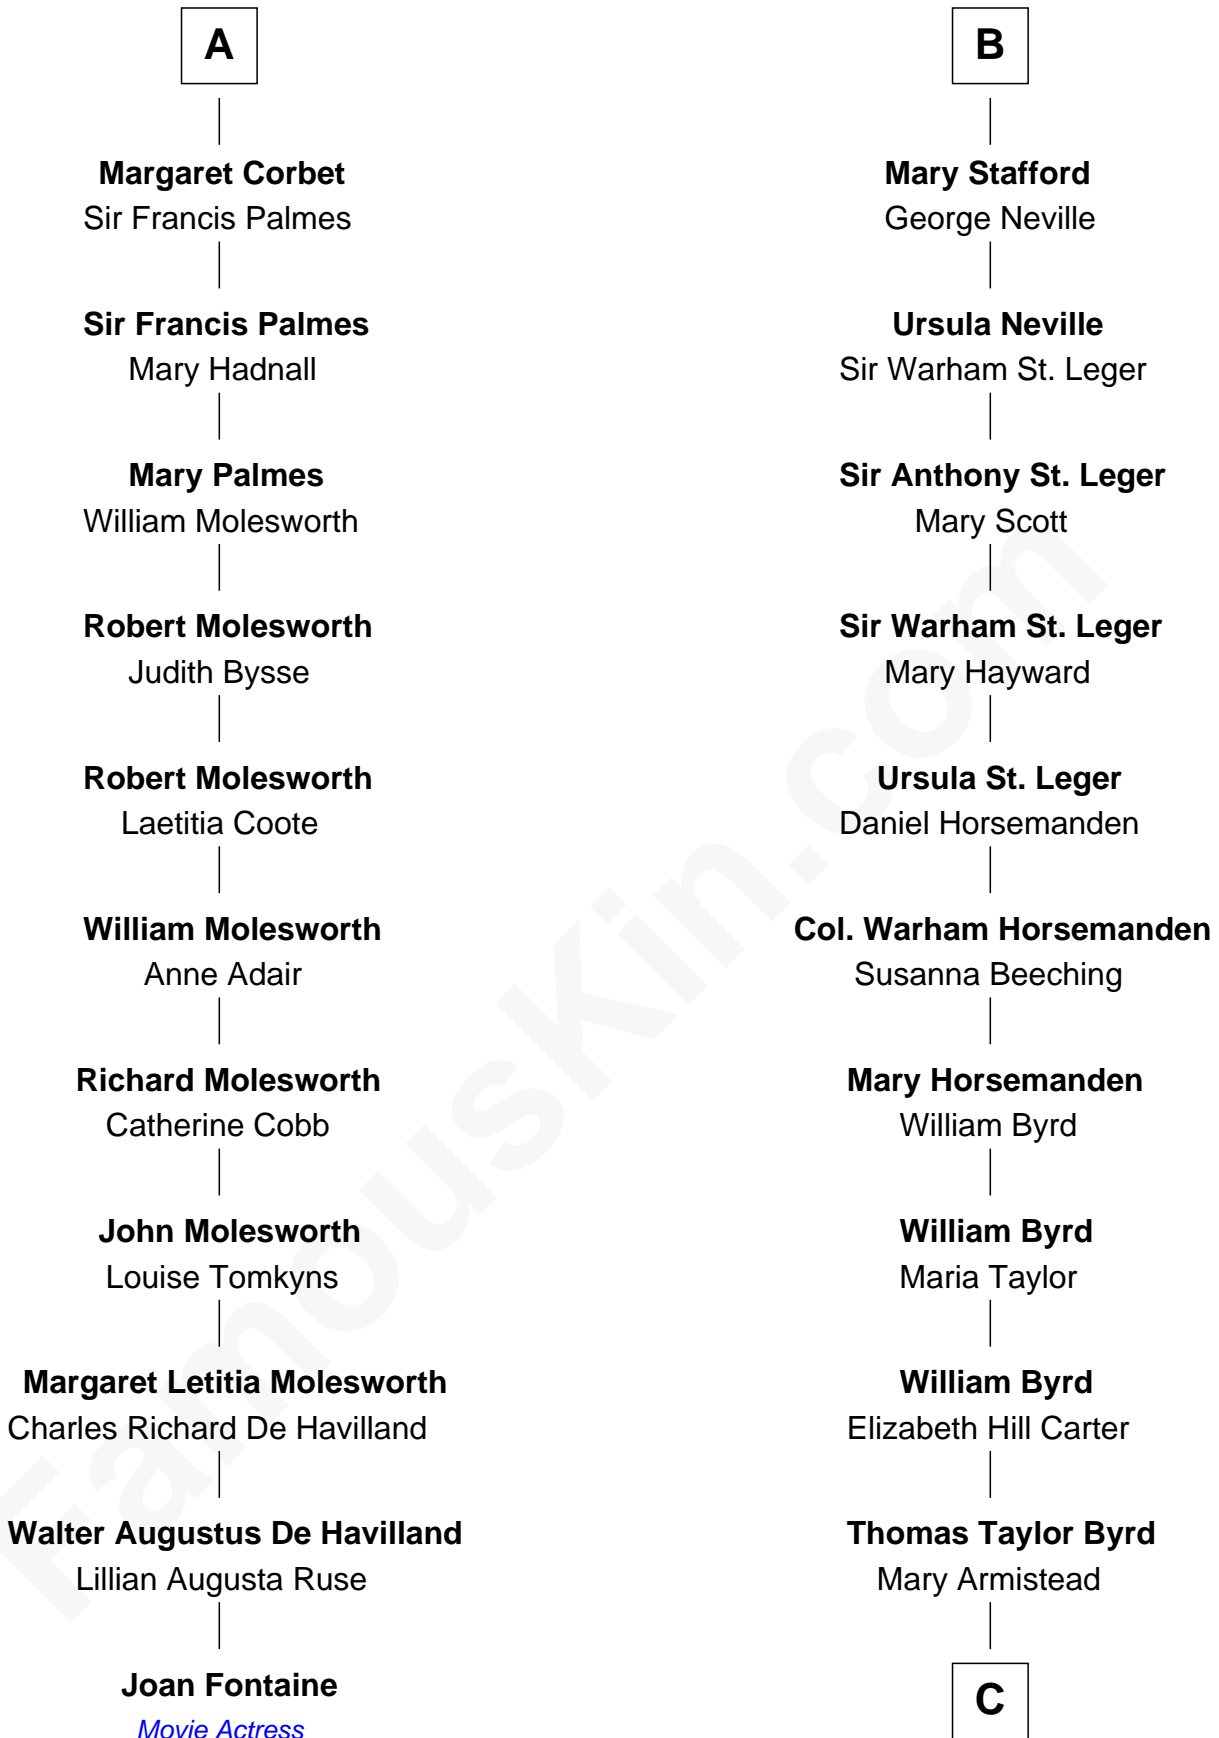 A
Margaret Corbet
Sir Francis Palmes
Sir Francis Palmes
Mary Hadnall
Mary Palmes
William Molesworth
Robert Molesworth
Judith Bysse
Robert Molesworth
Laetitia Coote
William Molesworth
Anne Adair
Richard Molesworth
Catherine Cobb
John Molesworth
Louise Tomkyns
Margaret Letitia Molesworth
Charles Richard De Havilland
Walter Augustus De Havilland
Lillian Augusta Ruse
Joan Fontaine
Movie Actress
B
Mary Stafford
George Neville
Ursula Neville
Sir Warham St. Leger
Sir Anthony St. Leger
Mary Scott
Sir Warham St. Leger
Mary Hayward
Ursula St. Leger
Daniel Horsemanden
Col. Warham Horsemanden
Susanna Beeching
Mary Horsemanden
William Byrd
William Byrd
Maria Taylor
William Byrd
Elizabeth Hill Carter
Thomas Taylor Byrd
Mary Armistead
C
FamousKin.com